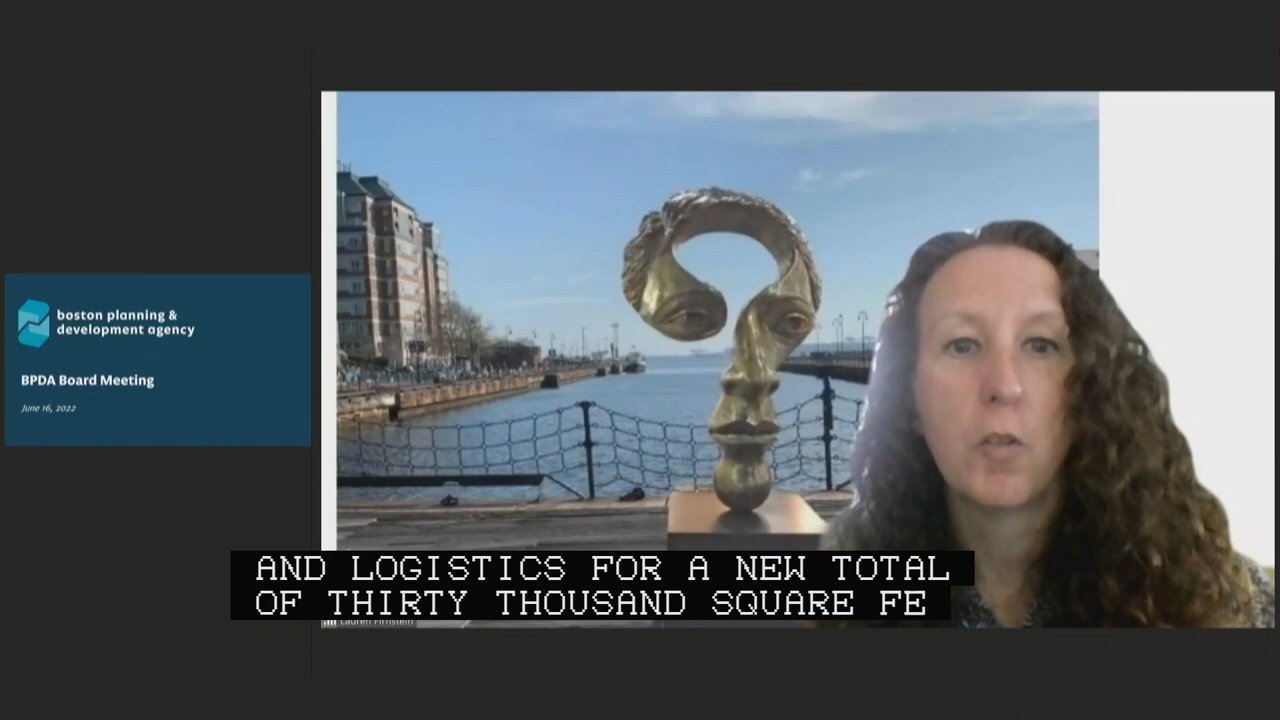 boston planning &
development agency
BPDA Board Meeting
June 16, 2022
AND LOGISTICS FOR A NEW TOTAL
OF THIRTY THOUSAND SQUARE FE
Lauren